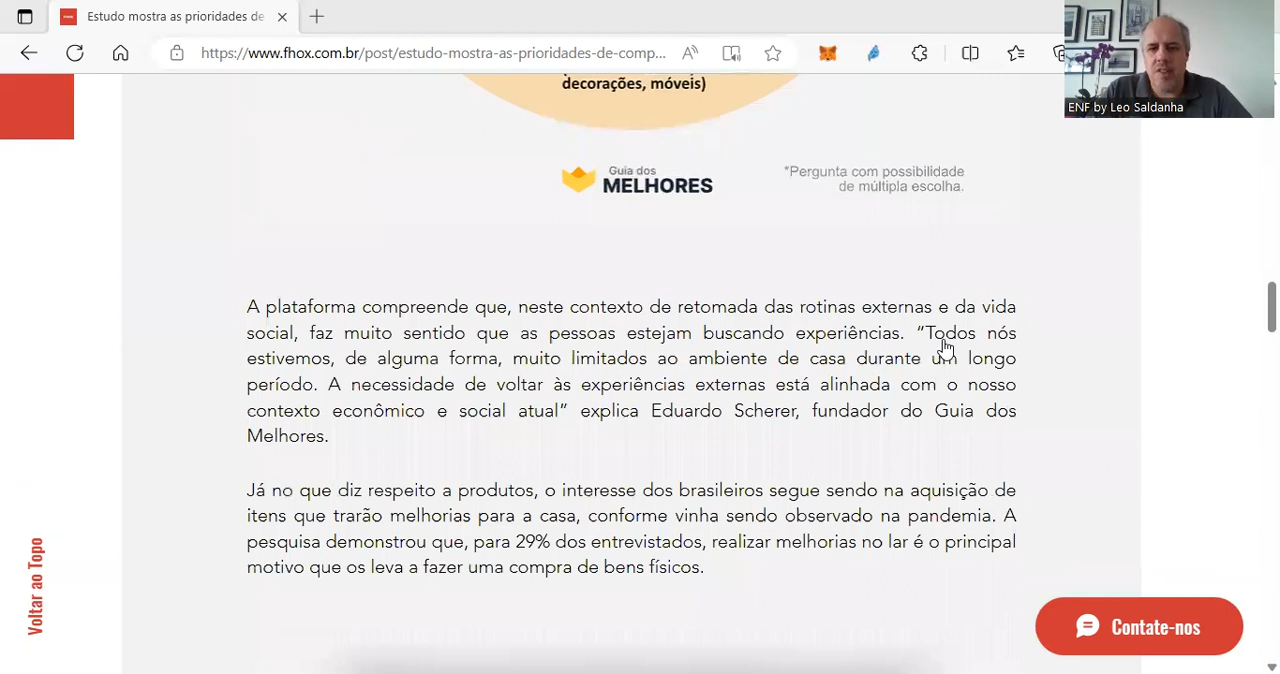 Estudo mostra as prioridades de
https://www.fhox.com.br/post/estudo-mostra-as-prioridades-de-comp...
ENF by Leo Saldanha
decorações, móveis)
Guia dos
MELHORES
*Pergunta com possibilidade
de múltipla escolha.
A plataforma compreende que, neste contexto de retomada das rotinas externas e da vida
social, faz muito sentido que as pessoas estejam buscando experiências. “Todos nós
estivemos, de alguma forma, muito limitados ao ambiente de casa durante um longo
período. A necessidade de voltar às experiências externas está alinhada com o nosso
contexto econômico e social atual” explica Eduardo Scherer, fundador do Guia dos
Melhores.
Já no que diz respeito a produtos, o interesse dos brasileiros segue sendo na aquisição de
itens que trarão melhorias para a casa, conforme vinha sendo observado na pandemia. A
pesquisa demonstrou que, para 29% dos entrevistados, realizar melhorias no lar é o principal
motivo que os leva a fazer uma compra de bens físicos.
Voltar ao Topo
Contate-nos